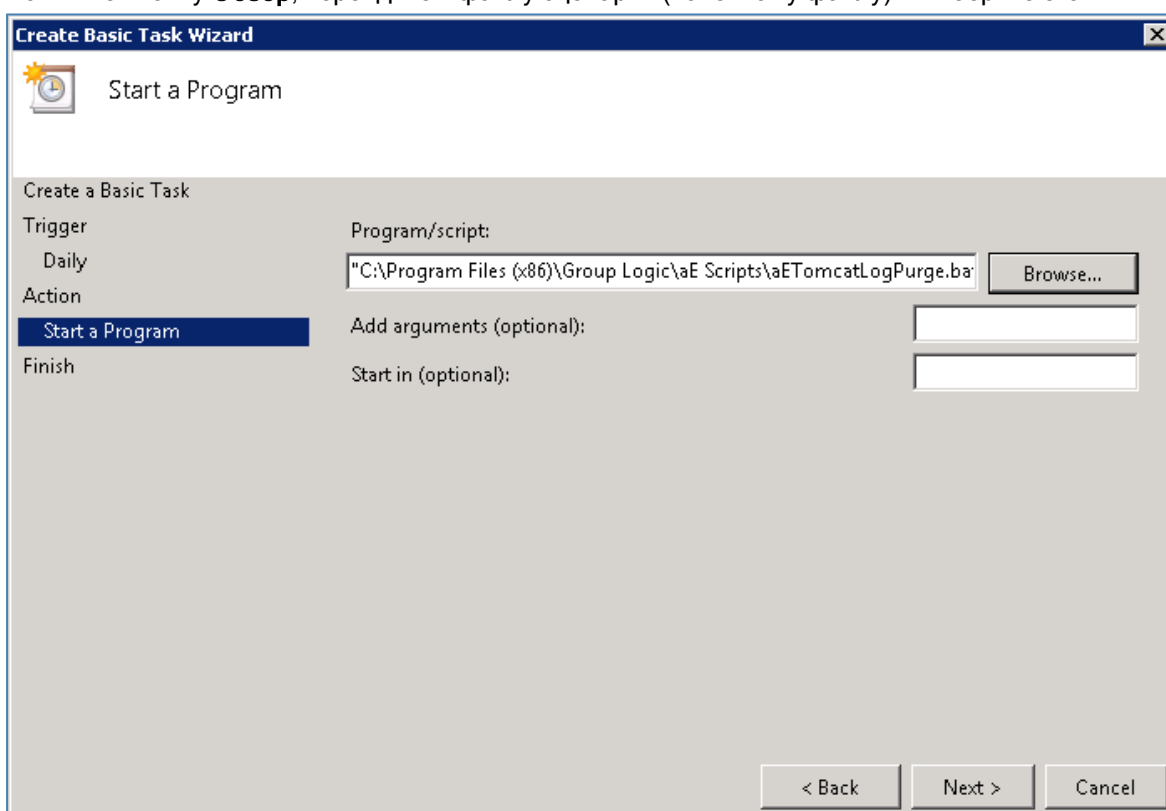 Обзор,
Create Basic Task Wizard
Start a Program
Create a Basic Task
Trigger
Daily
Action
Start a Program
Finish
Program/script:
"C:\Program Files (x86)\Group Logic\aE Scripts\aETomcatLogPurge.ba
Browse...
Add arguments (optional):
Start in (optional):
< Back
Next >
Cancel